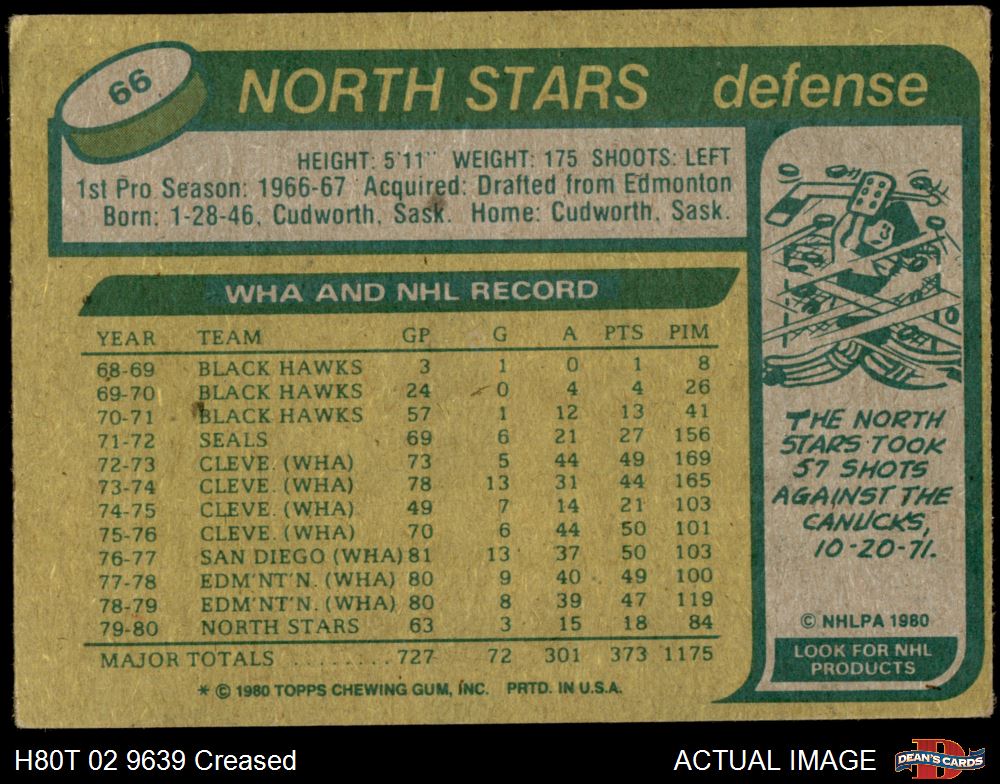 66
NORTH STARS defense
HEIGHT: 5'11" WEIGHT: 175 SHOOTS: LEFT
1st Pro Season: 1966-67 Acquired: Drafted from Edmonton
Born: 1-28-46, Cudworth, Sask. Home: Cudworth, Sask.
WHA AND NHL RECORD
YEAR TEAM GP G A PTS PIM
68-69 BLACK HAWKS 3 1 0 1 8
69-70 BLACK HAWKS 24 0 4 4 26
70-71 BLACK HAWKS 57 1 12 13 41
71-72 SEALS 69 6 21 27 156
72-73 CLEVE. (WHA) 73 5 44 49 169
73-74 CLEVE. (WHA) 78 13 31 44 165
74-75 CLEVE. (WHA) 49 7 14 21 103
75-76 CLEVE. (WHA) 70 6 44 50 101
76-77 SAN DIEGO (WHA) 81 13 37 50 103
77-78 EDM'NT'N. (WHA) 80 9 40 49 100
78-79 EDM'NT'N. (WHA) 80 8 39 47 119
79-80 NORTH STARS 63 3 15 18 84
MAJOR TOTALS ........ 727 72 301 373 1175
* © 1980 TOPPS CHEWING GUM, INC. PRTD. IN U.S.A.
3
THE NORTH
STARS TOOK
57 SHOTS
AGAINST THE
CANUCKS,
10-20-71.
© NHLPA 1980
LOOK FOR NHL
PRODUCTS
H80T 02 9639 Creased
ACTUAL IMAGE
D
DEAN'S CARDS